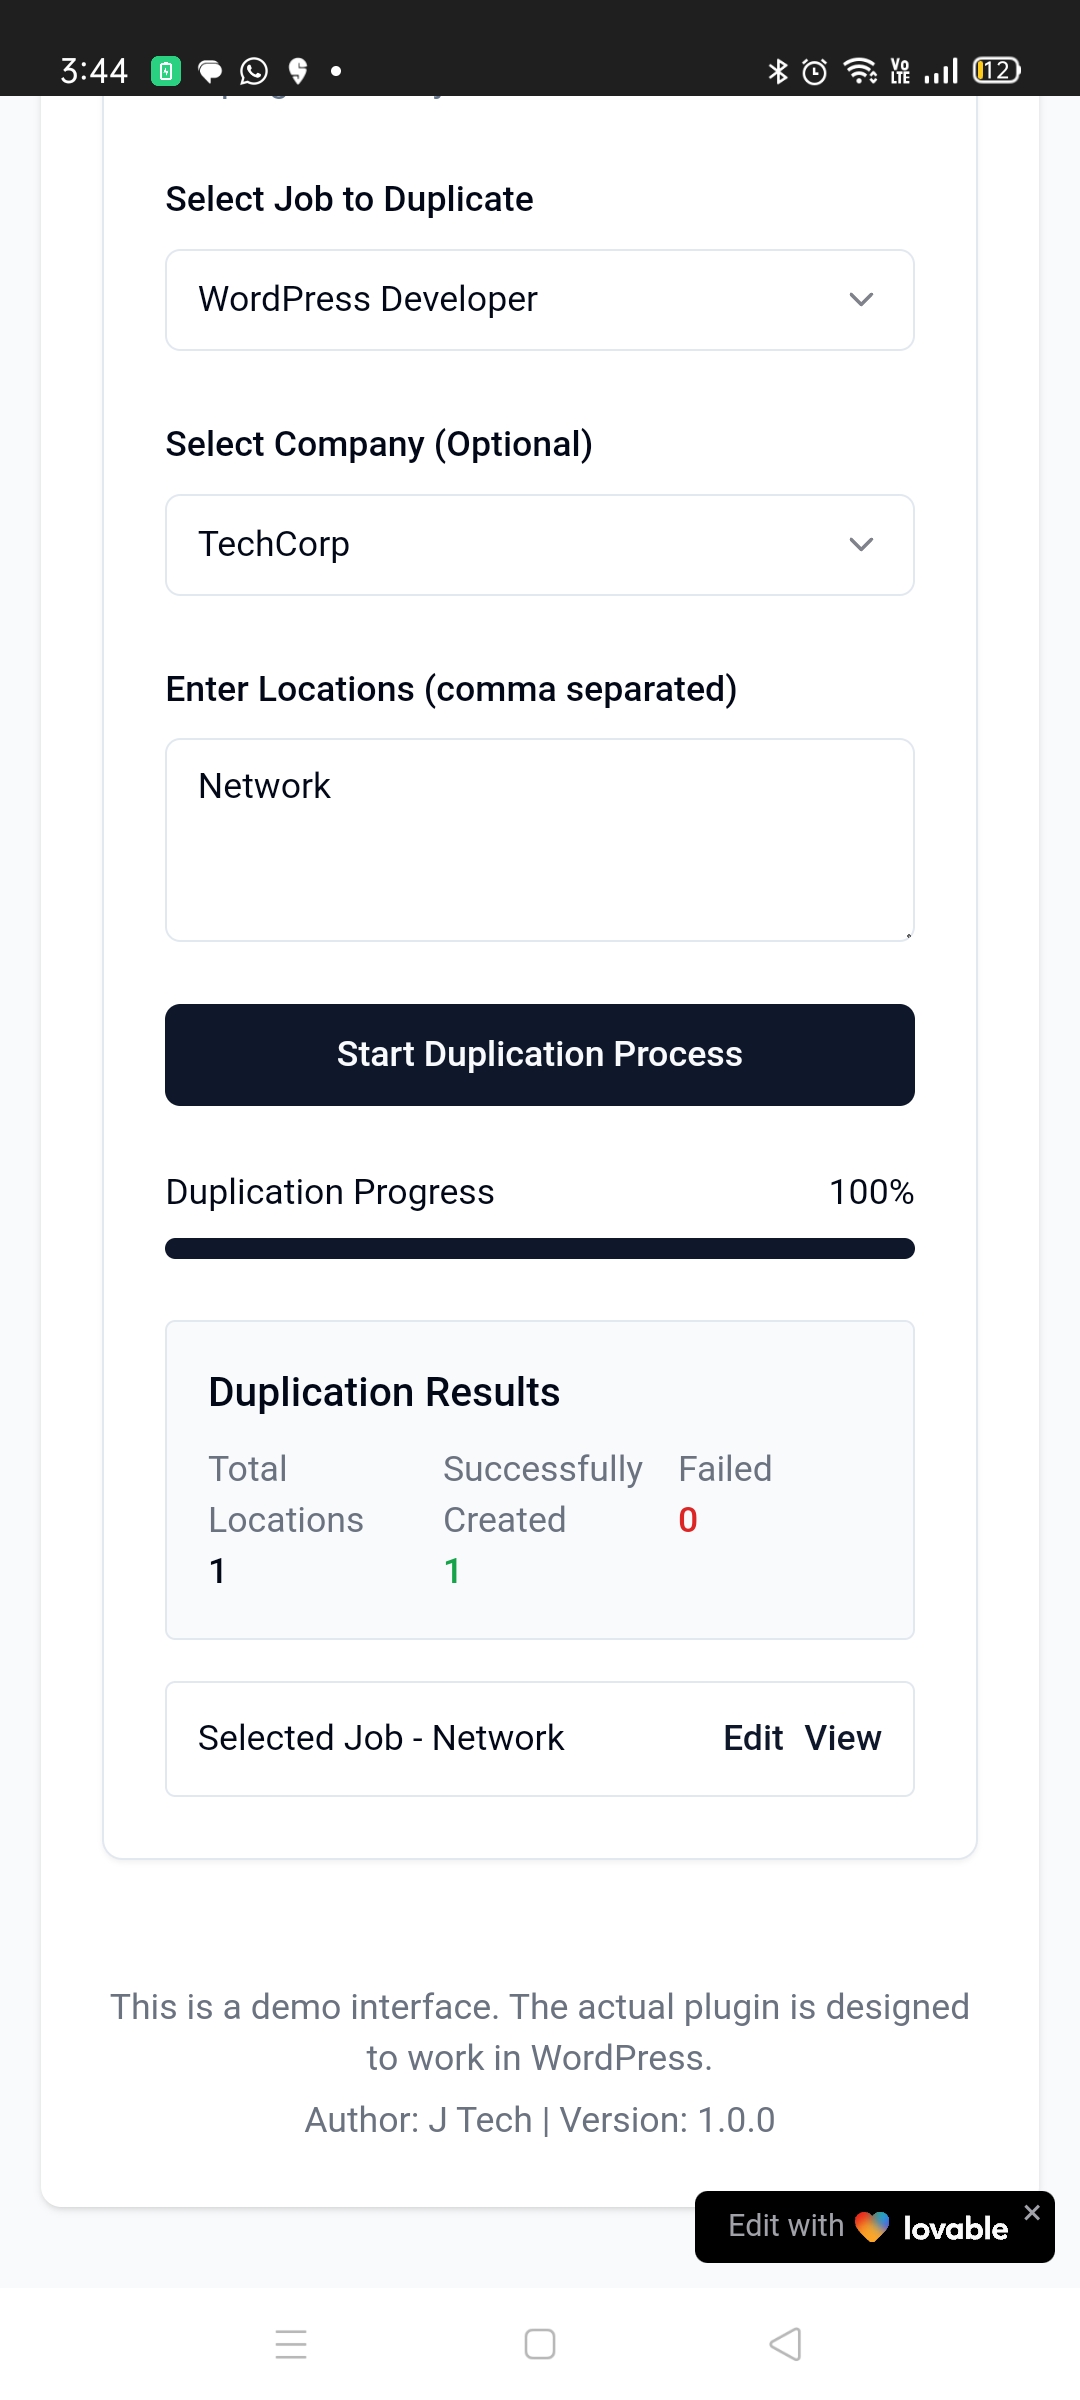 3:44
Vo
LTE
12
Select Job to Duplicate
WordPress Developer
Select Company (Optional)
TechCorp
Enter Locations (comma separated)
Network
Start Duplication Process
Duplication Progress 100%
Duplication Results
Total Locations
1
Successfully Created
1
Failed
0
Selected Job - Network Edit View
This is a demo interface. The actual plugin is designed
to work in WordPress.
Author: J Tech | Version: 1.0.0
Edit with lovable